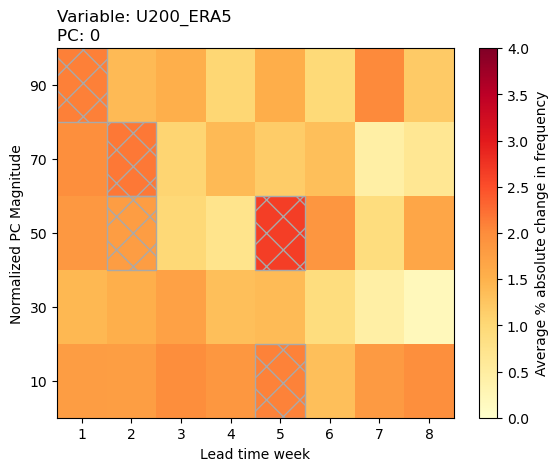 Variable: U200_ERA5
PC: 0
Normalized PC Magnitude
90
70
50
30
10
1 2 3 4 5 6 7 8
Lead time week
4.0
3.5
3.0
2.5
2.0
1.5
1.0
0.5
0.0
Average % absolute change in frequency